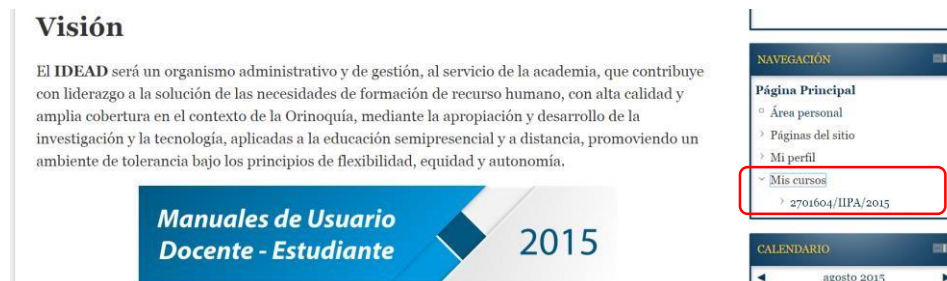 Visión
El IDEAD será un organismo administrativo y de gestión, al servicio de la academia, que contribuye
con liderazgo a la solución de las necesidades de formación de recurso humano, con alta calidad y
amplia cobertura en el contexto de la Orinoquía, mediante la apropiación y desarrollo de la
investigación y la tecnología, aplicadas a la educación semipresencial y a distancia, promoviendo un
ambiente de tolerancia bajo los principios de flexibilidad, equidad y autonomía.
Manuales de Usuario
Docente - Estudiante
2015
NAVEGACIÓN
Página Principal
Área personal
Páginas del sitio
Mi perfil
Mis cursos
2701604/IIPA/2015
CALENDARIO
agosto 2015